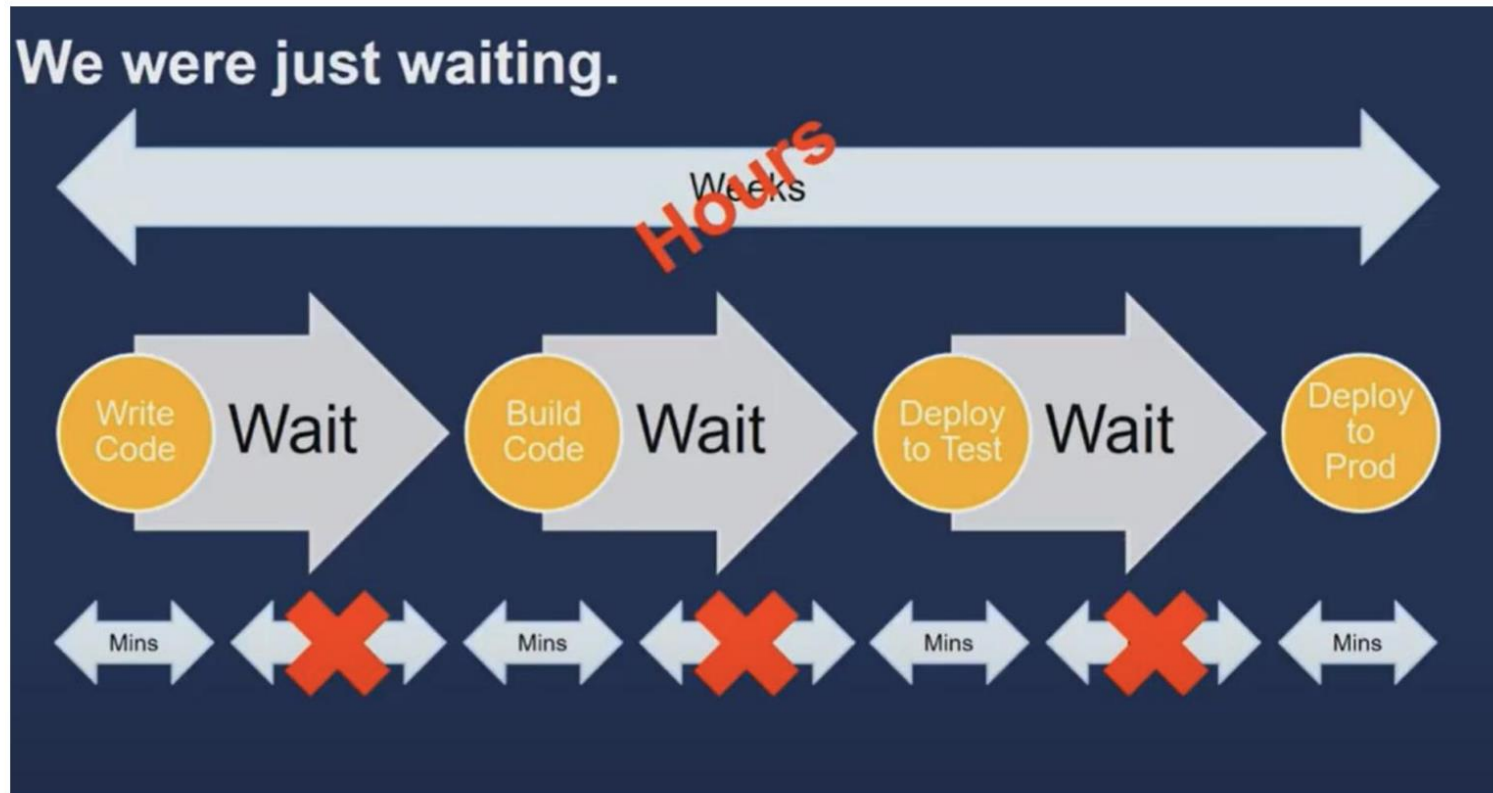 We were just waiting.
Weeks
Hours
Write
Code
Wait
Build
Code
Wait
Deploy
to Test
Wait
Deploy
to
Prod
Mins
Mins
Mins
Mins